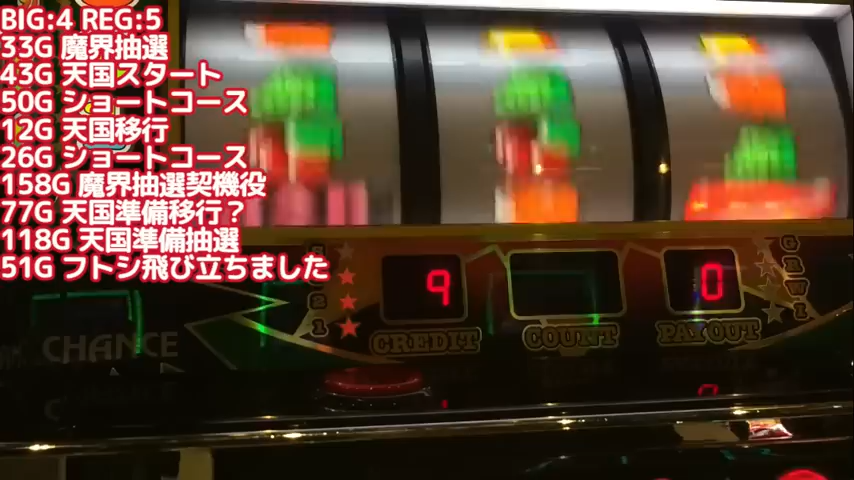 BIG:4 REG:5
33G 魔界抽選
43G 天国スタート
50G ショートコース
12G 天国移行
26G ショートコース
158G 魔界抽選契機役
77G 天国準備移行？
118G 天国準備抽選
51G フトシ飛び立ちました
9
0
CREDIT
COUNT
PAYOUT
CHANCE